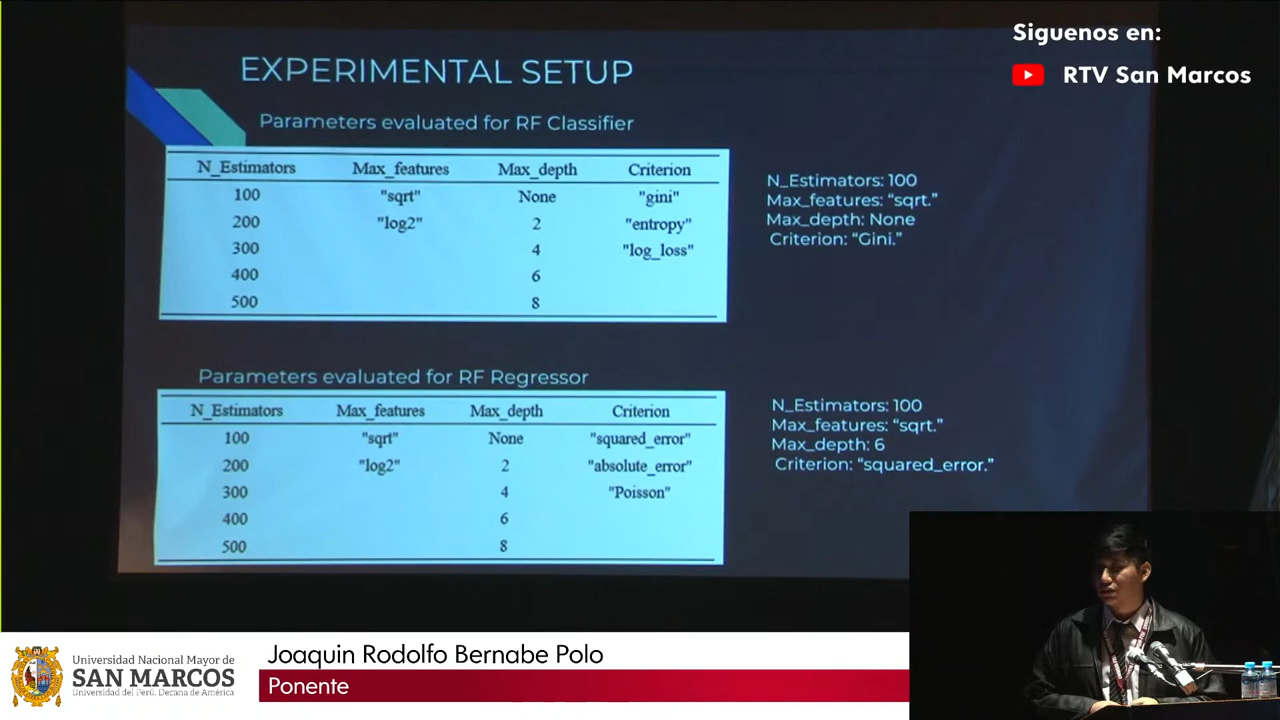 Siguenos en:
RTV San Marcos
EXPERIMENTAL SETUP
Parameters evaluated for RF Classifier
N_Estimators Max_features Max_depth Criterion
100 "sqrt" None "gini"
200 "log2" 2 "entropy"
300 4 "log_loss"
400 6
500 8
N_Estimators: 100
Max_features: “sqrt.”
Max_depth: None
Criterion: “Gini.”
Parameters evaluated for RF Regressor
N_Estimators Max_features Max_depth Criterion
100 "sqrt" None "squared_error"
200 "log2" 2 "absolute_error"
300 4 "Poisson"
400 6
500 8
N_Estimators: 100
Max_features: “sqrt.”
Max_depth: 6
Criterion: “squared_error.”
Universidad Nacional Mayor de
SAN MARCOS
Universidad del Perú. Decana de América
Joaquin Rodolfo Bernabe Polo
Ponente